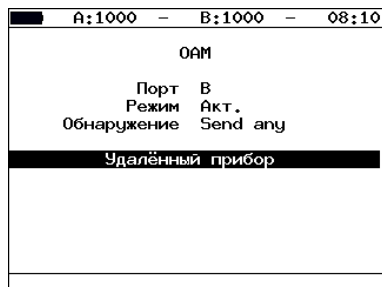 A:1000 – B:1000 – 08:10
OAM
Порт B
Режим Акт.
Обнаружение Send any
Удалённый прибор